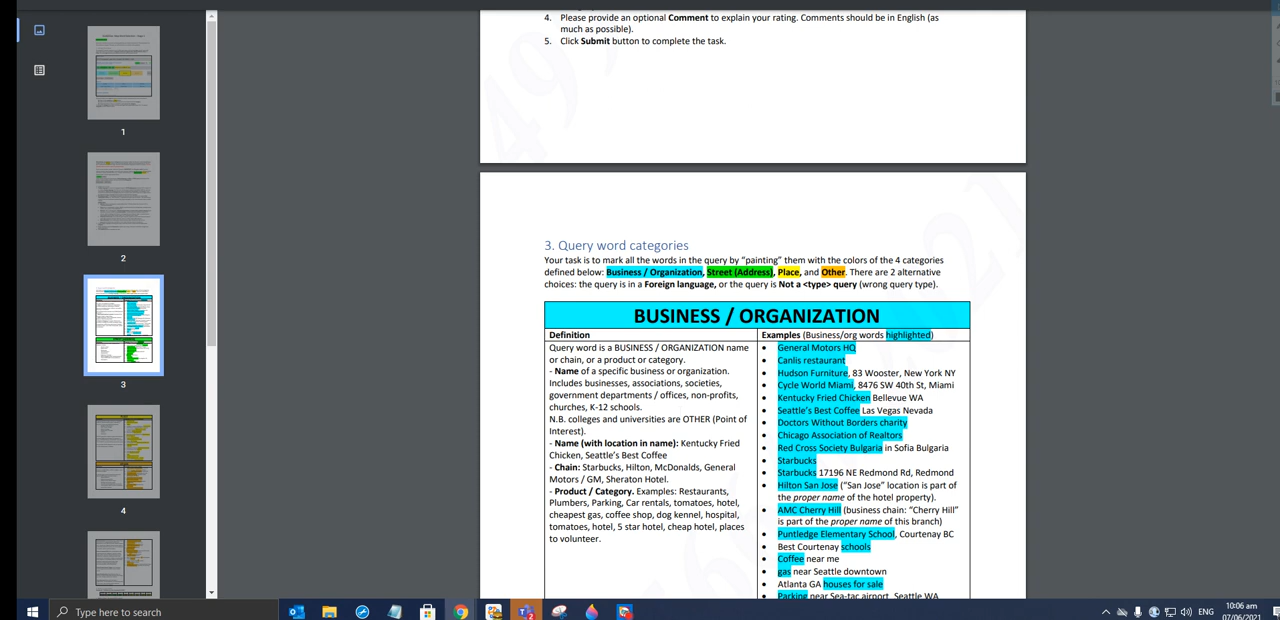 4. Please provide an optional Comment to explain your rating. Comments should be in English (as
much as possible).
5. Click Submit button to complete the task.
3. Query word categories
Your task is to mark all the words in the query by “painting” them with the colors of the 4 categories
defined below: Business / Organization, Street (Address), Place, and Other. There are 2 alternative
choices: the query is in a Foreign language, or the query is Not a <type> query (wrong query type).
BUSINESS / ORGANIZATION
Definition
Query word is a BUSINESS / ORGANIZATION name
or chain, or a product or category.
- Name of a specific business or organization.
Includes businesses, associations, societies,
government departments / offices, non-profits,
churches, K-12 schools.
N.B. colleges and universities are OTHER (Point of
Interest).
- Name (with location in name): Kentucky Fried
Chicken, Seattle’s Best Coffee
- Chain: Starbucks, Hilton, McDonalds, General
Motors / GM, Sheraton Hotel.
- Product / Category. Examples: Restaurants,
Plumbers, Parking, Car rentals, tomatoes, hotel,
cheapest gas, coffee shop, dog kennel, hospital,
tomatoes, hotel, 5 star hotel, cheap hotel, places
to volunteer.
Examples (Business/org words highlighted)
• General Motors HQ
• Canlis restaurant
• Hudson Furniture, 83 Wooster, New York NY
• Cycle World Miami, 8476 SW 40th St, Miami
• Kentucky Fried Chicken Bellevue WA
• Seattle’s Best Coffee Las Vegas Nevada
• Doctors Without Borders charity
• Chicago Association of Realtors
• Red Cross Society Bulgaria in Sofia Bulgaria
• Starbucks
• Starbucks 17196 NE Redmond Rd, Redmond
• Hilton San Jose (“San Jose” location is part of
the proper name of the hotel property).
• AMC Cherry Hill (business chain: “Cherry Hill”
is part of the proper name of this branch)
• Puntledge Elementary School, Courtenay BC
• Best Courtenay schools
• Coffee near me
• gas near Seattle downtown
• Atlanta GA houses for sale
• Parking near Sea-tac airport, Seattle WA
1
2
3
4
Type here to search
ENG
10:06 am
07/06/2021